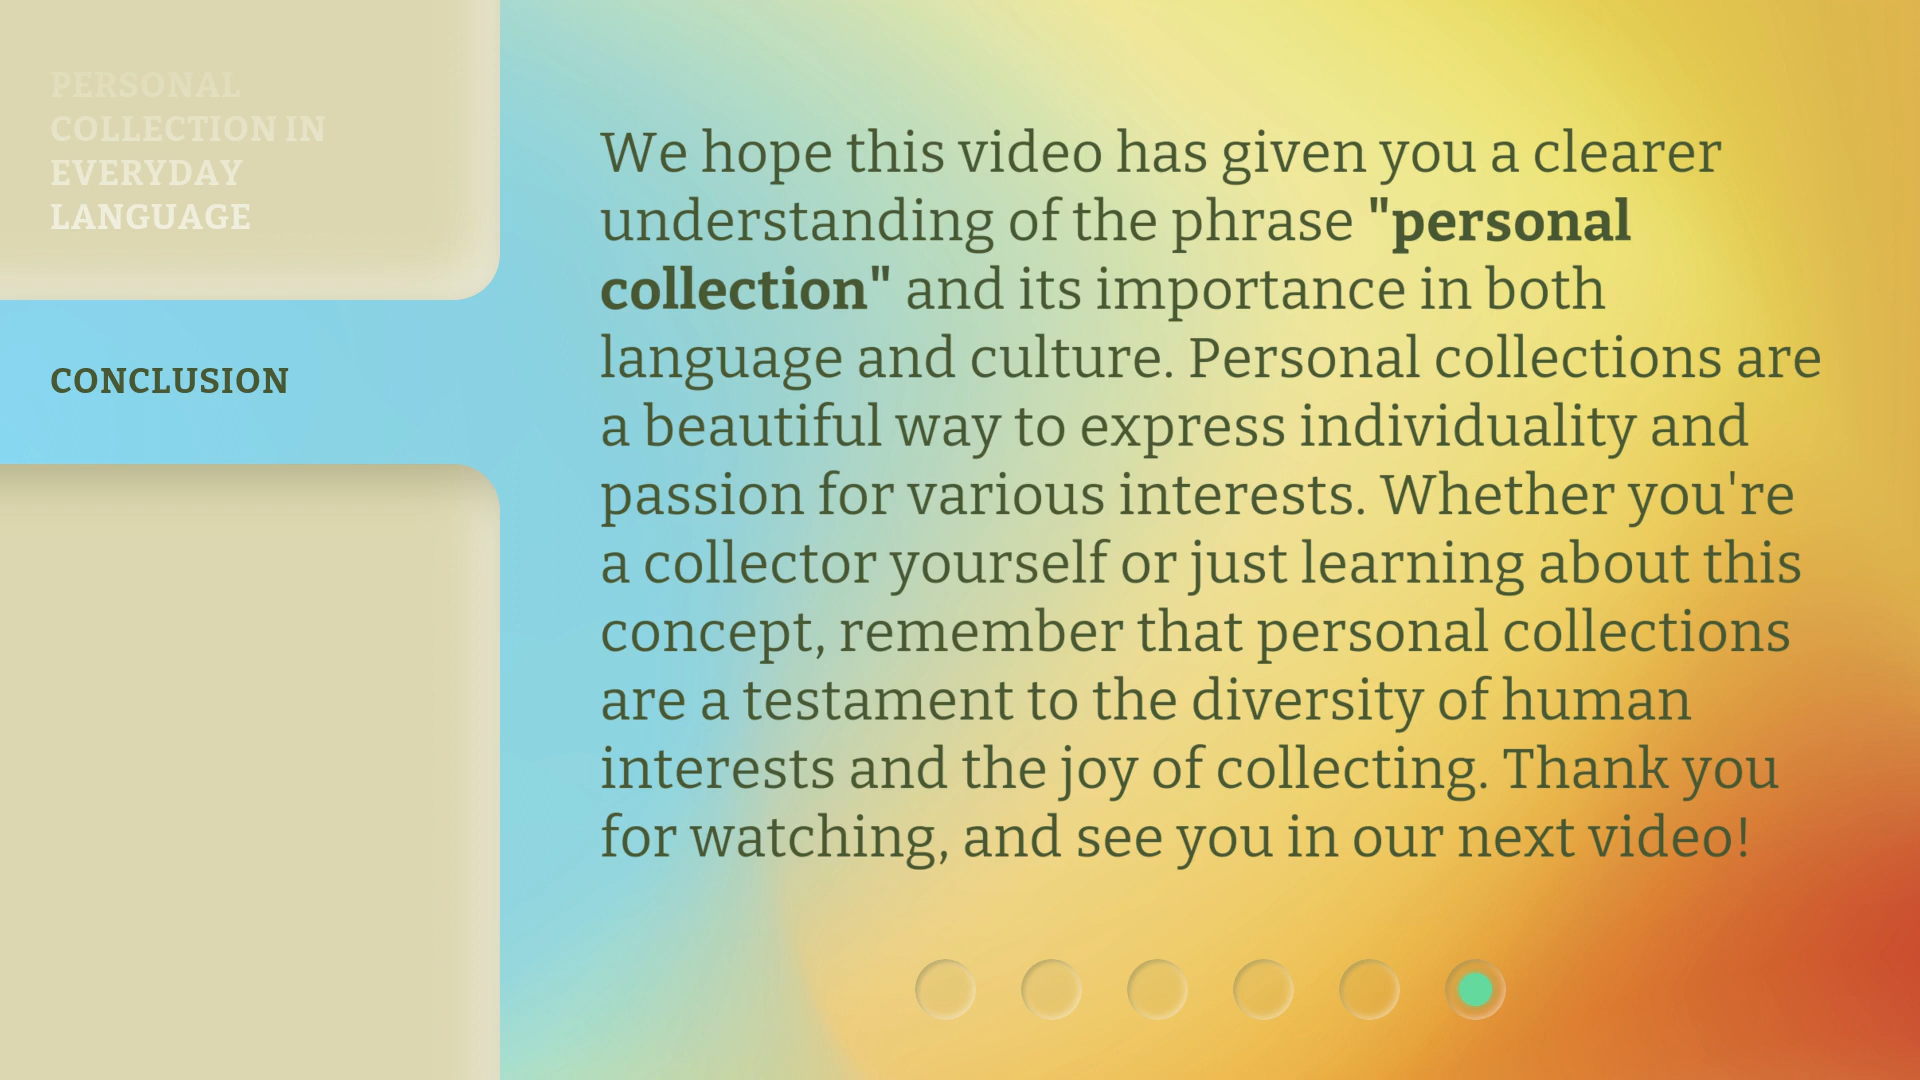 PERSONAL
COLLECTION IN
EVERYDAY
LANGUAGE
CONCLUSION
We hope this video has given you a clearer
understanding of the phrase "personal
collection" and its importance in both
language and culture. Personal collections are
a beautiful way to express individuality and
passion for various interests. Whether you're
a collector yourself or just learning about this
concept, remember that personal collections
are a testament to the diversity of human
interests and the joy of collecting. Thank you
for watching, and see you in our next video!